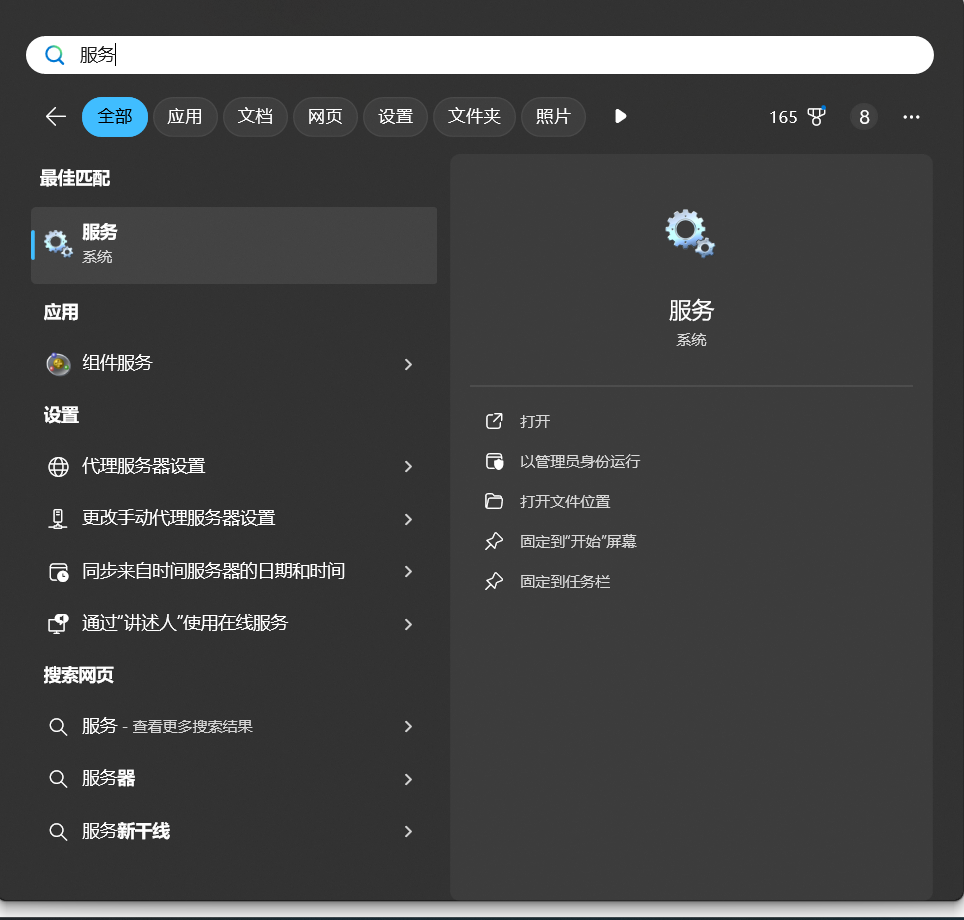 服务
全部 应用 文档 网页 设置 文件夹 照片 165 8
最佳匹配
服务
系统
应用
组件服务
设置
代理服务器设置
更改手动代理服务器设置
同步来自时间服务器的日期和时间
通过“讲述人”使用在线服务
搜索网页
服务 - 查看更多搜索结果
服务器
服务新干线
服务
系统
打开
以管理员身份运行
打开文件位置
固定到“开始”屏幕
固定到任务栏